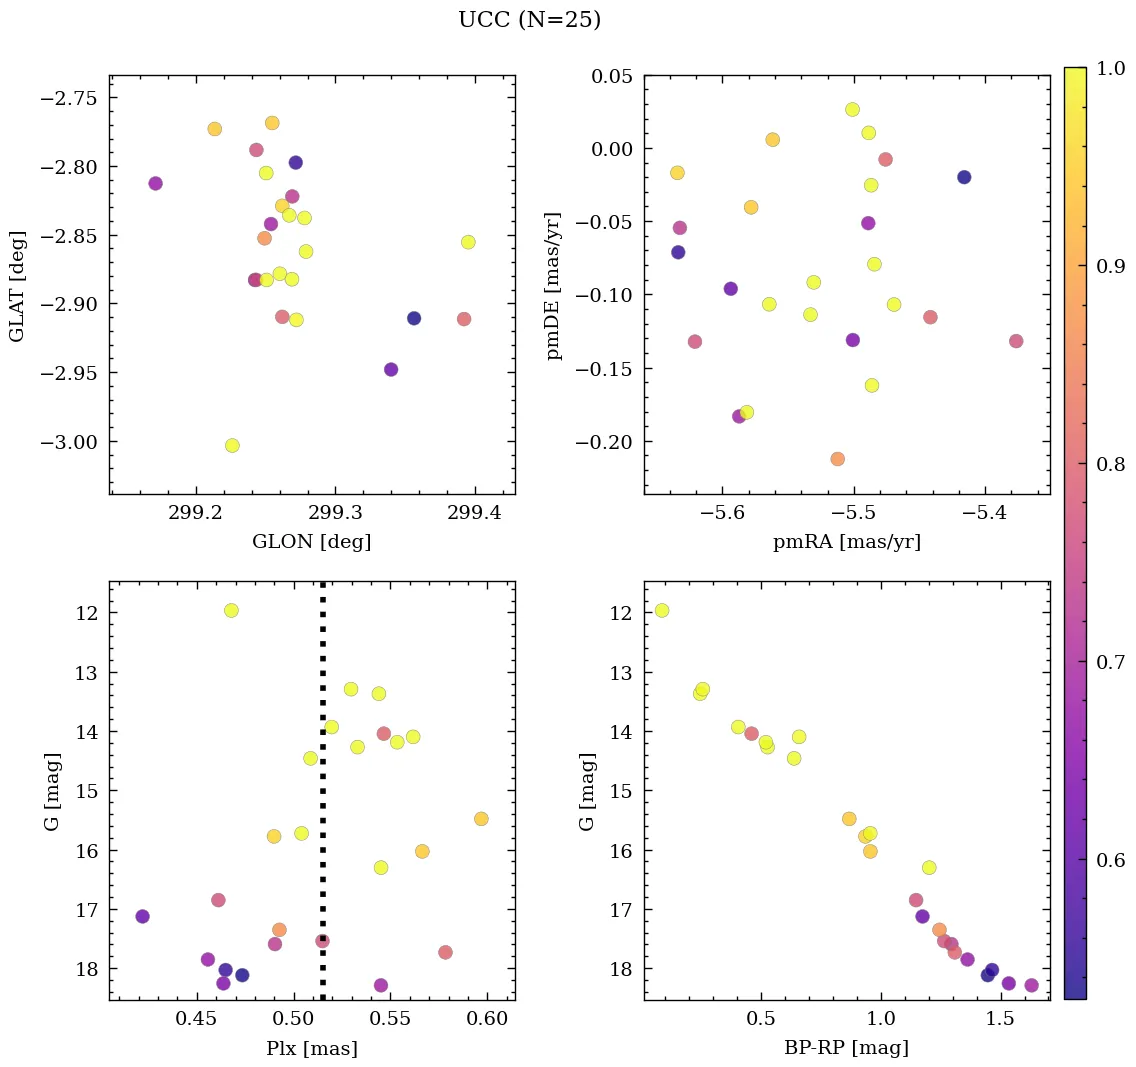 UCC (N=25)
−2.75
−2.80
−2.85
−2.90
−2.95
−3.00
GLAT [deg]
299.2 299.3 299.4
GLON [deg]
0.05
0.00
−0.05
−0.10
−0.15
−0.20
pmDE [mas/yr]
−5.6 −5.5 −5.4
pmRA [mas/yr]
12
13
14
15
16
17
18
G [mag]
0.45 0.50 0.55 0.60
Plx [mas]
12
13
14
15
16
17
18
G [mag]
0.5 1.0 1.5
BP-RP [mag]
1.0
0.9
0.8
0.7
0.6